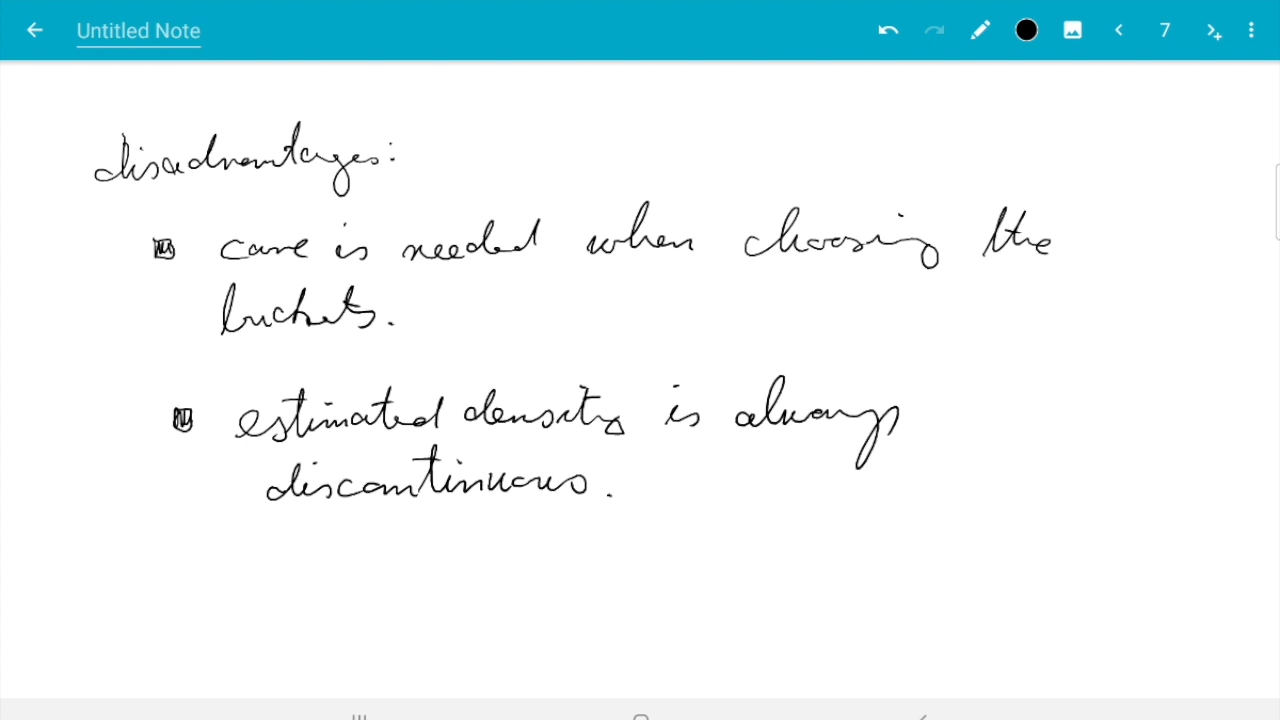 Untitled Note
7
disadvantages:
care is needed when choosing the
buckets.
estimated density is always
discontinuous.